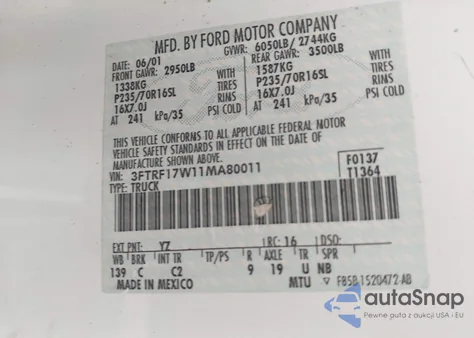 MFD. BY FORD MOTOR COMPANY
DATE: 06/01 GVWR: 6050LB/ 2744KG
FRONT GAWR: 2950LB REAR GAWR: 3500LB
1338KG WITH 1587KG WITH
P235/70R16SL TIRES P235/70R16SL TIRES
16X7.0J RIMS 16X7.0J RIMS
AT 241 kPa/35 PSI COLD AT 241 kPa/35 PSI COLD
THIS VEHICLE CONFORMS TO ALL APPLICABLE FEDERAL MOTOR
VEHICLE SAFETY STANDARDS IN EFFECT ON THE DATE OF
MANUFACTURE SHOWN ABOVE.
VIN: 3FTRF17W11MA80011 F0137
TYPE: TRUCK T1364
EXT PNT: YZ RC: 16 DSO:
WB BRK INT TR TP/PS R AXLE TR SPR
139 C C2 9 19 U NB
MADE IN MEXICO MTU ▽ F85B 1520472 AB
autoSnap
Pewne auta z aukcji USA i EU